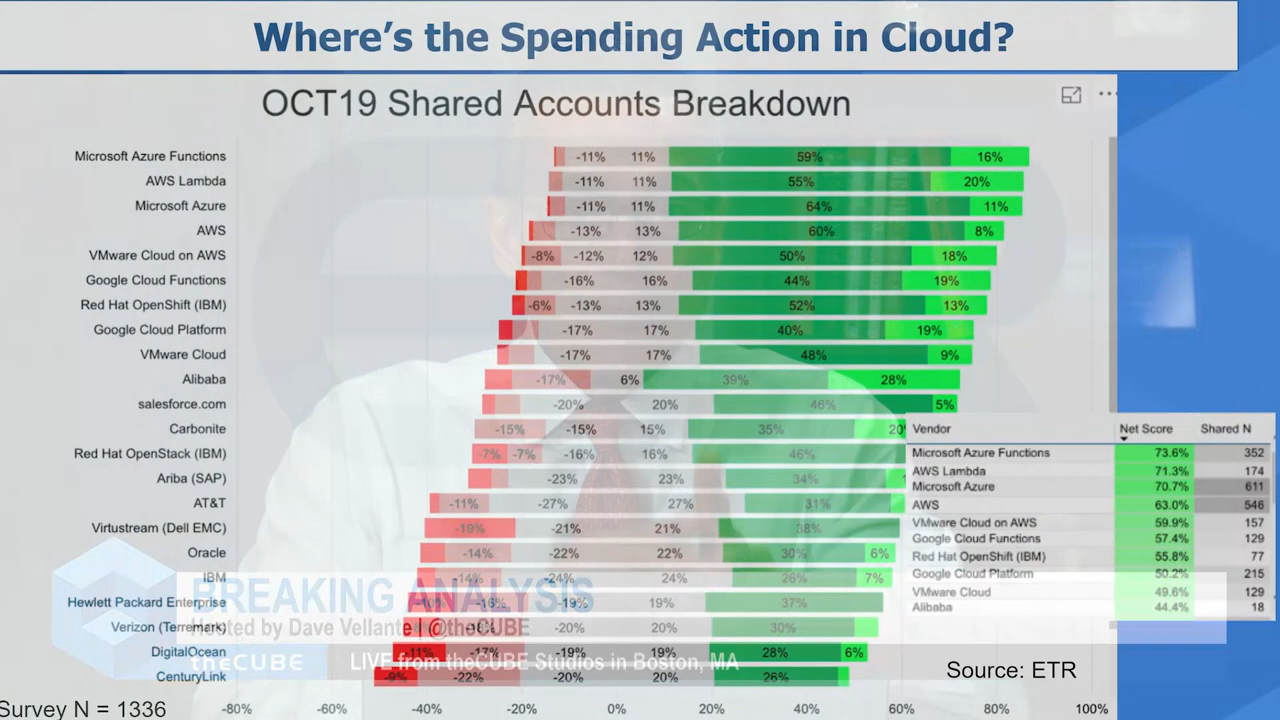 Where's the Spending Action in Cloud?
OCT19 Shared Accounts Breakdown
Microsoft Azure Functions -11% 11% 59% 16%
AWS Lambda -11% 11% 55% 20%
Microsoft Azure -11% 11% 64% 11%
AWS -13% 13% 60% 8%
VMware Cloud on AWS -8% -12% 12% 50% 18%
Google Cloud Functions -16% 16% 44% 19%
Red Hat OpenShift (IBM) -6% -13% 13% 52% 13%
Google Cloud Platform -17% 17% 40% 19%
VMware Cloud -17% 17% 48% 9%
Alibaba -17% 6% 39% 28%
salesforce.com -20% 20% 46% 5%
Carbonite -15% -15% 15% 35%
Red Hat OpenStack (IBM) -7% -7% -16% 16% 46%
Ariba (SAP) -23% 23% 34%
AT&T -11% -27% 27% 31%
Virtustream (Dell EMC) -19% -21% 21% 38%
Oracle -14% -22% 22% 30% 6%
IBM -14% -24% 24% 26% 7%
Hewlett Packard Enterprise -16% -19% 19% 37%
Verizon (Terremark) -20% 20% 30%
DigitalOcean -11% -17% -19% 19% 28% 6%
CenturyLink -9% -22% -20% 20% 26%
-80% -60% -40% -20% 0% 20% 40% 60% 80% 100%
Vendor Net Score Shared N
Microsoft Azure Functions 73.6% 352
AWS Lambda 71.3% 174
Microsoft Azure 70.7% 611
AWS 63.0% 546
VMware Cloud on AWS 59.9% 157
Google Cloud Functions 57.4% 129
Red Hat OpenShift (IBM) 55.8% 77
Google Cloud Platform 50.2% 215
VMware Cloud 49.6% 129
Alibaba 44.4% 18
BREAKING ANALYSIS
Hosted by Dave Vellante | @theCUBE
theCUBE LIVE from theCUBE Studios in Boston, MA
Source: ETR
Survey N = 1336